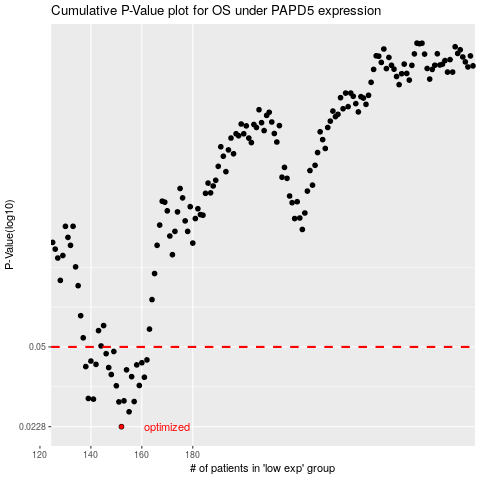 Cumulative P-Value plot for OS under PAPD5 expression
P-Value(log10)
0.05
0.0228
optimized
120 140 160 180
# of patients in 'low exp' group